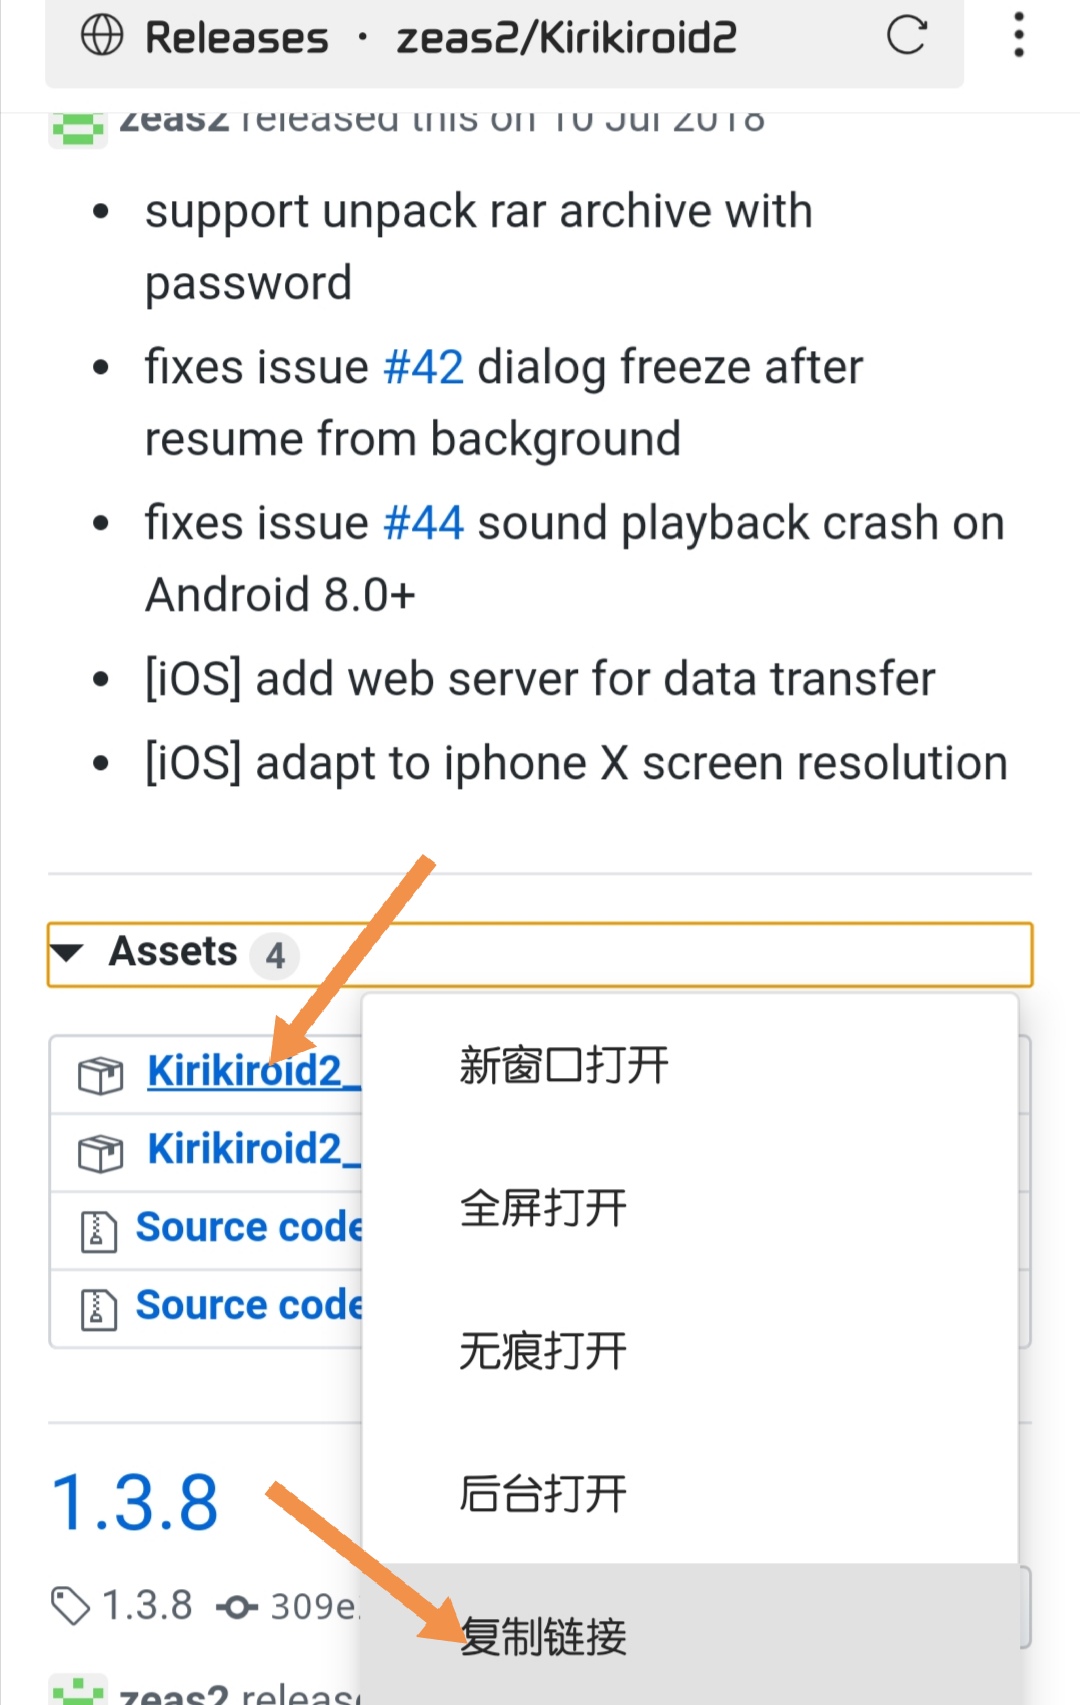 Releases · zeas2/Kirikiroid2
zeas2 released this on 10 Jul 2018
• support unpack rar archive with
password
• fixes issue #42 dialog freeze after
resume from background
• fixes issue #44 sound playback crash on
Android 8.0+
• [iOS] add web server for data transfer
• [iOS] adapt to iphone X screen resolution
Assets 4
Kirikiroid2_
Kirikiroid2_
Source code
Source code
新窗口打开
全屏打开
无痕打开
后台打开
复制链接
1.3.8
1.3.8 309e
zeas2 release